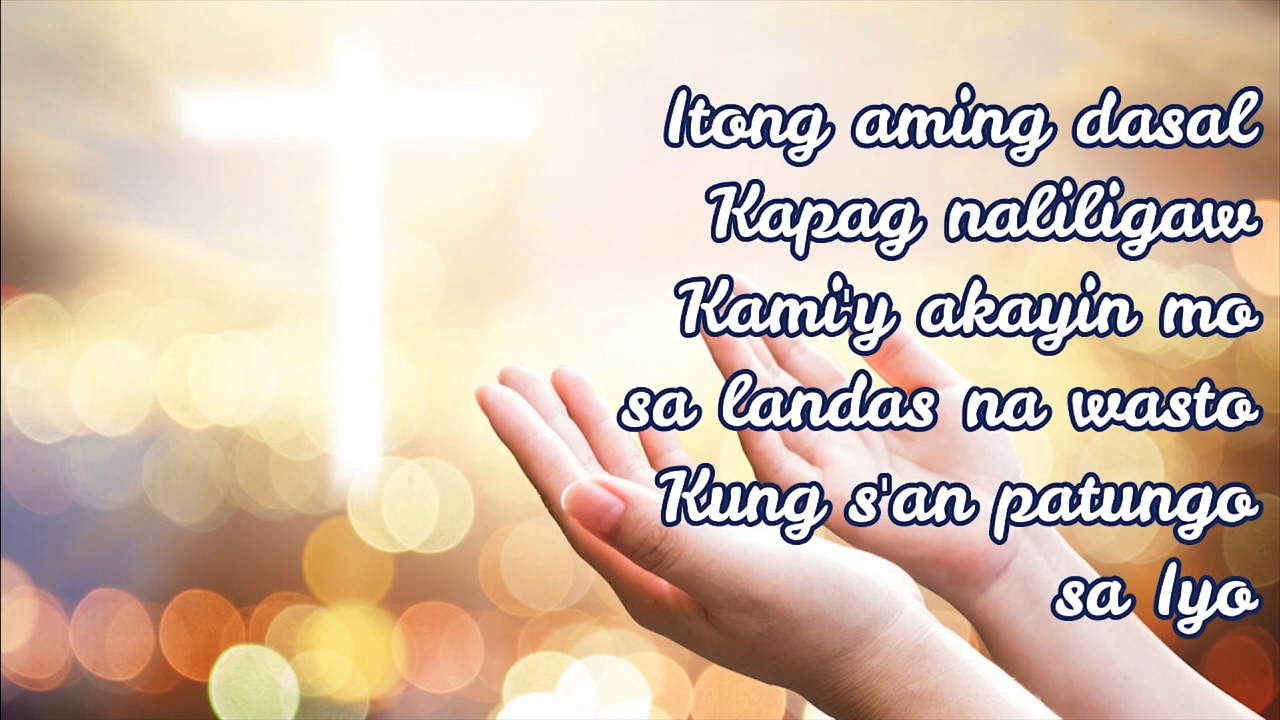 Itong aming dasal
Kapag naliligaw
Kami'y akayin mo
sa landas na wasto
Kung s'an patungo
sa Iyo